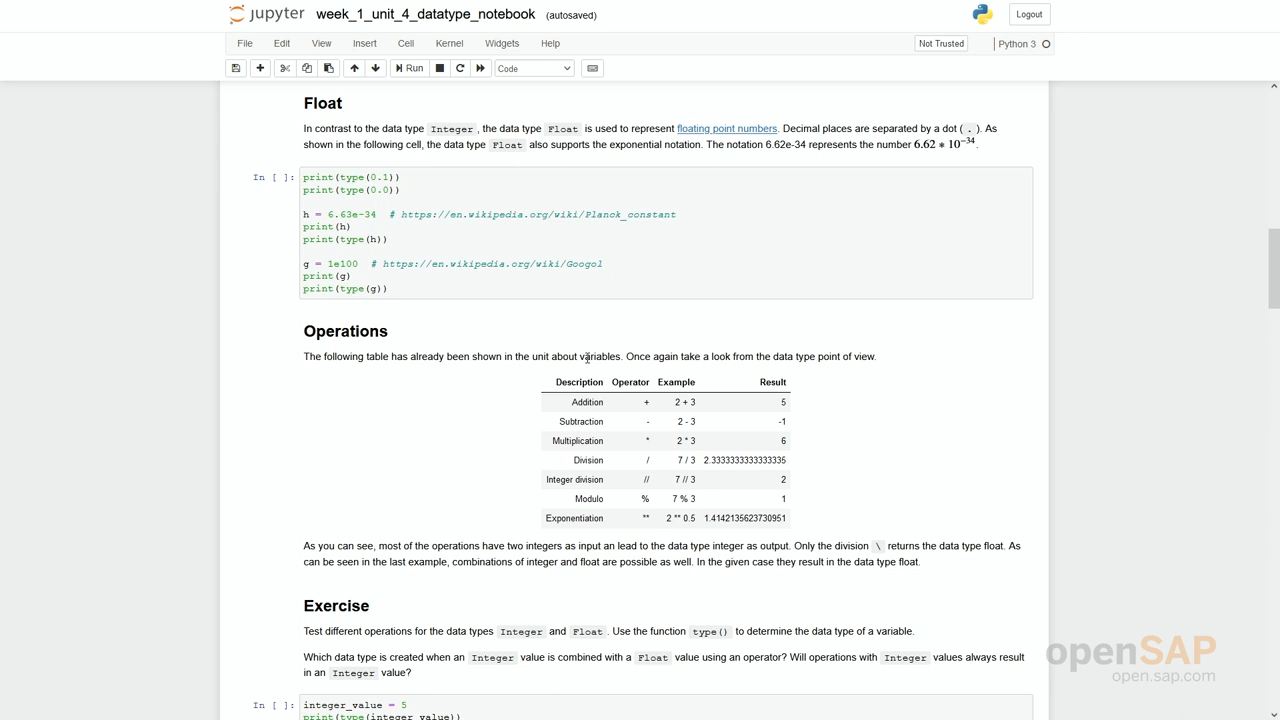 jupyter week_1_unit_4_datatype_notebook (autosaved)
Logout
File Edit View Insert Cell Kernel Widgets Help
Not Trusted
Python 3
Run
Code
Float
In contrast to the data type Integer , the data type Float is used to represent floating point numbers. Decimal places are separated by a dot ( . ). As
shown in the following cell, the data type Float also supports the exponential notation. The notation 6.62e-34 represents the number 6.62 ∗ 10⁻³⁴.
In [ ]: print(type(0.1))
print(type(0.0))
h = 6.63e-34  # https://en.wikipedia.org/wiki/Planck_constant
print(h)
print(type(h))
g = 1e100  # https://en.wikipedia.org/wiki/Googol
print(g)
print(type(g))
Operations
The following table has already been shown in the unit about variables. Once again take a look from the data type point of view.
Description Operator Example Result
Addition + 2 + 3 5
Subtraction - 2 - 3 -1
Multiplication * 2 * 3 6
Division / 7 / 3 2.3333333333333335
Integer division // 7 // 3 2
Modulo % 7 % 3 1
Exponentiation ** 2 ** 0.5 1.4142135623730951
As you can see, most of the operations have two integers as input an lead to the data type integer as output. Only the division \ returns the data type float. As
can be seen in the last example, combinations of integer and float are possible as well. In the given case they result in the data type float.
Exercise
Test different operations for the data types Integer and Float . Use the function type() to determine the data type of a variable.
Which data type is created when an Integer value is combined with a Float value using an operator? Will operations with Integer values always result
in an Integer value?
In [ ]: integer_value = 5
print(type(integer_value))
openSAP
open.sap.com